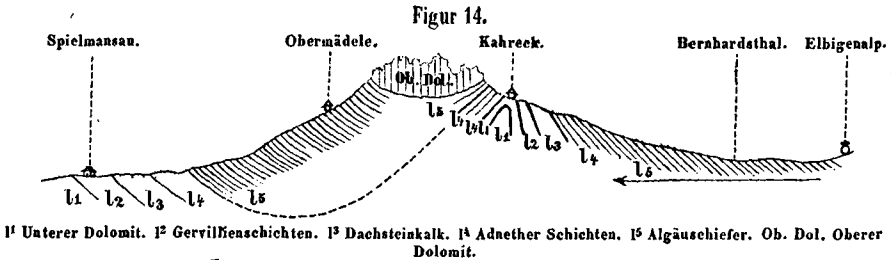 Figur 14.
Spielmansau. Obermädele. Kahreck. Bernhardsthal. Elbigenalp.
Ob. Dol.
l5 l4 l4 l1 l1 l2 l3 l4 l5
l1 l2 l3 l4 l5
l¹ Unterer Dolomit. l² Gervillienschichten. l³ Dachsteinkalk. l⁴ Adnether Schichten. l⁵ Algäuschiefer. Ob. Dol. Oberer
Dolomit.